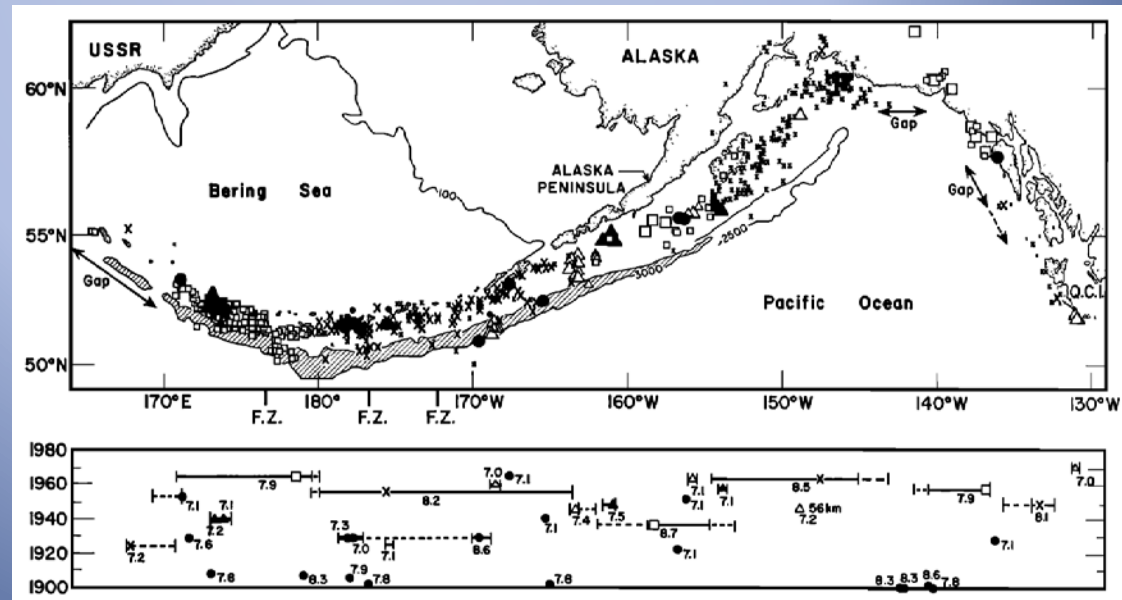 USSR
ALASKA
60°N
Gap
ALASKA
PENINSULA
Bering Sea
100
Gap
55°N
2500
3000
Gap
Pacific Ocean
Q.C.I.
50°N
170°E
180°
170°W
160°W
150°W
140°W
130°W
F.Z.
F.Z.
F.Z.
1980
1960
1940
1920
1900
7.9
7.1
7.1
7.2
7.2
7.6
7.8
8.3
8.2
7.3
7.0
7.1
7.9
7.8
7.0
7.1
8.6
7.1
7.8
7.4
7.5
8.7
7.1
7.1
7.1
7.1
8.5
56km
7.2
7.9
8.1
7.0
7.1
8.3
8.3
8.6
7.8